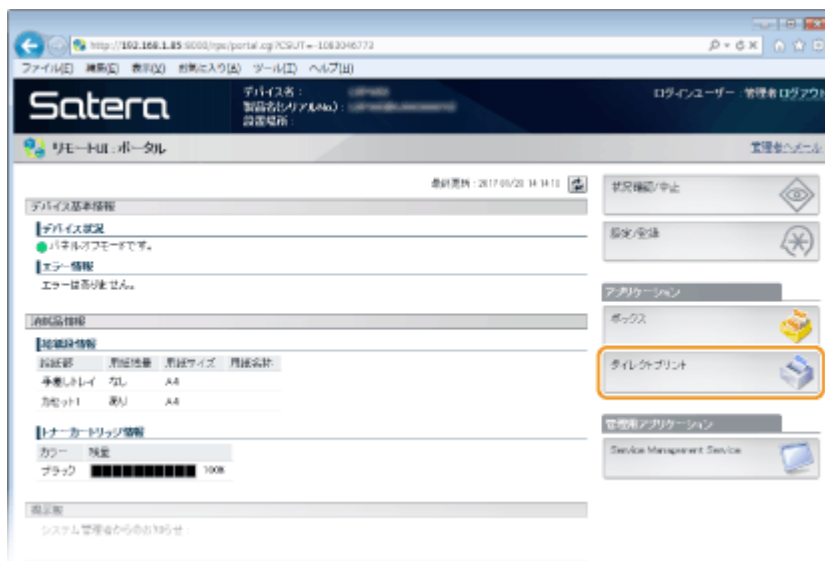 http://192.168.1.85:8000/rps/portal.cgi?CSUT=-1083046773
ファイル(E) 編集(E) 表示(V) お気に入り(A) ツール(T) ヘルプ(H)
Satera
デバイス名：
製品名(シリアルNo.)：
設置場所：
ログインユーザー：管理者 ログアウト
リモートUI：ポータル
管理者へメール
最終更新：
デバイス基本情報
デバイス状況
パネルオフモードです。
エラー情報
エラーはありません。
消耗品情報
給紙段情報
給紙部 用紙残量 用紙サイズ 用紙名称
手差しトレイ なし A4
カセット1 あり A4
トナーカートリッジ情報
カラー 残量
ブラック 100%
掲示板
システム管理者からのお知らせ：
状況確認/中止
設定/登録
アプリケーション
ボックス
ダイレクトプリント
管理用アプリケーション
Service Management Service